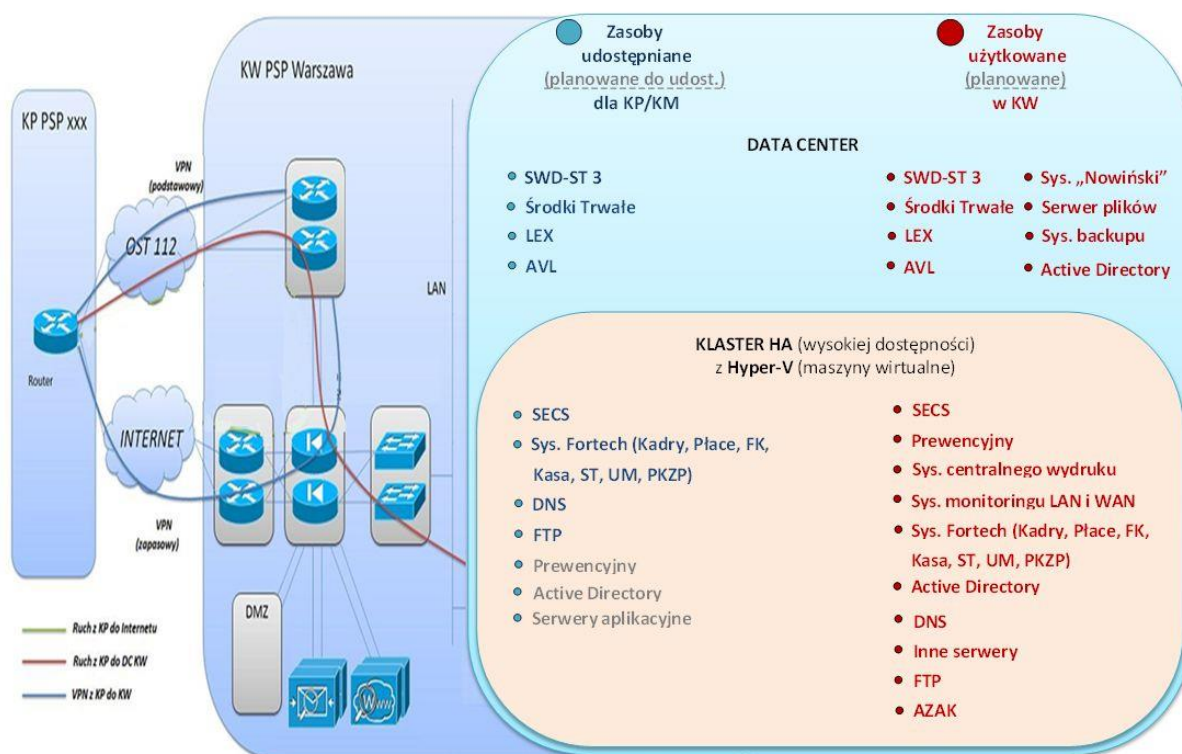 KP PSP xxx
VPN
(podstawowy)
OST 112
Router
INTERNET
VPN
(zapasowy)
Ruch z KP do Internetu
Ruch z KP do DC KW
VPN z KP do KW
KW PSP Warszawa
LAN
DMZ
WWW
Zasoby
udostępniane
(planowane do udost.)
dla KP/KM
Zasoby
użytkowane
(planowane)
w KW
DATA CENTER
SWD-ST 3
Środki Trwałe
LEX
AVL
SWD-ST 3
Środki Trwałe
LEX
AVL
Sys. „Nowiński”
Serwer plików
Sys. backupu
Active Directory
KLASTER HA (wysokiej dostępności)
z Hyper-V (maszyny wirtualne)
SECS
Sys. Fortech (Kadry, Płace, FK,
Kasa, ST, UM, PKZP)
DNS
FTP
Prewencyjny
Active Directory
Serwery aplikacyjne
SECS
Prewencyjny
Sys. centralnego wydruku
Sys. monitoringu LAN i WAN
Sys. Fortech (Kadry, Płace, FK,
Kasa, ST, UM, PKZP)
Active Directory
DNS
Inne serwery
FTP
AZAK